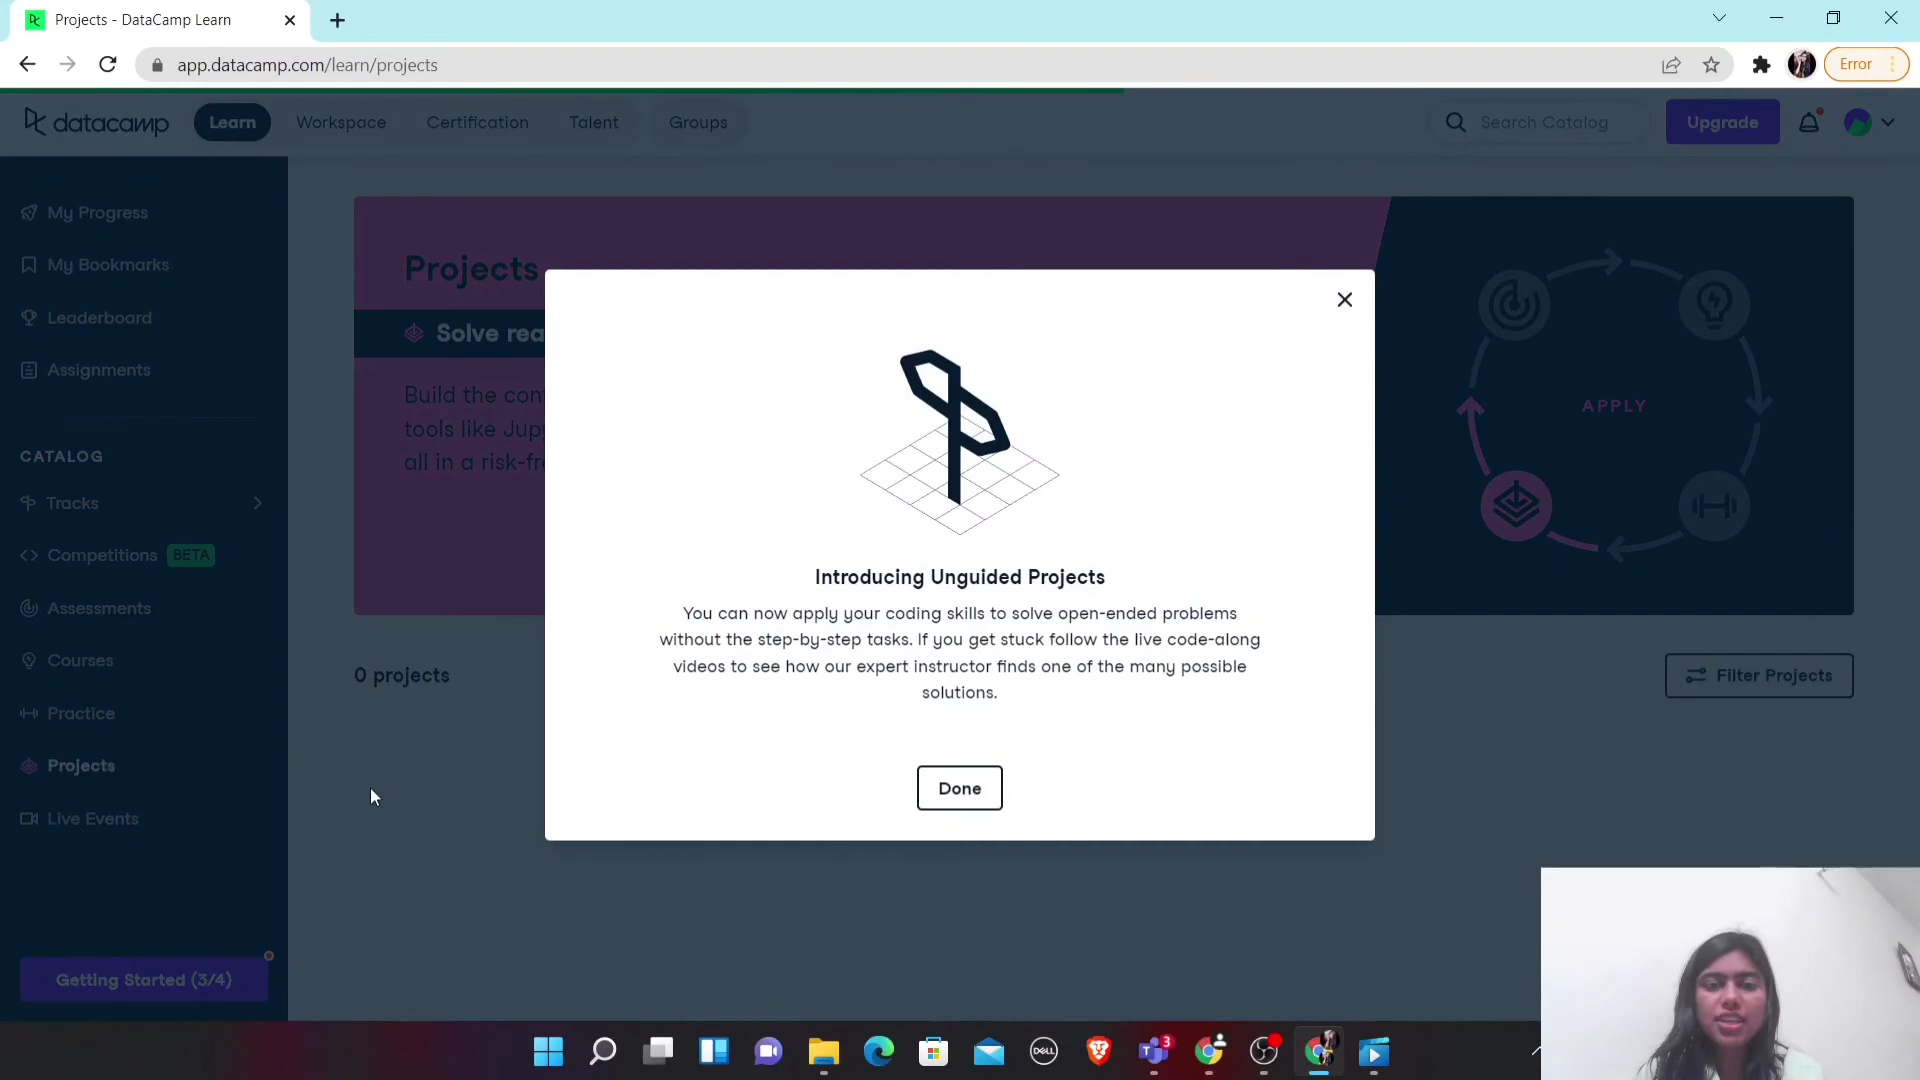 Projects - DataCamp Learn
app.datacamp.com/learn/projects
Error
datacamp
Learn
Workspace
Certification
Talent
Groups
Search Catalog
Upgrade
My Progress
My Bookmarks
Leaderboard
Assignments
CATALOG
Tracks
Competitions BETA
Assessments
Courses
Practice
Projects
Live Events
Getting Started (3/4)
Projects
Solve rea
Build the con
tools like Jup
all in a risk-fr
APPLY
0 projects
Filter Projects
Introducing Unguided Projects
You can now apply your coding skills to solve open-ended problems
without the step-by-step tasks. If you get stuck follow the live code-along
videos to see how our expert instructor finds one of the many possible
solutions.
Done
DELL
3